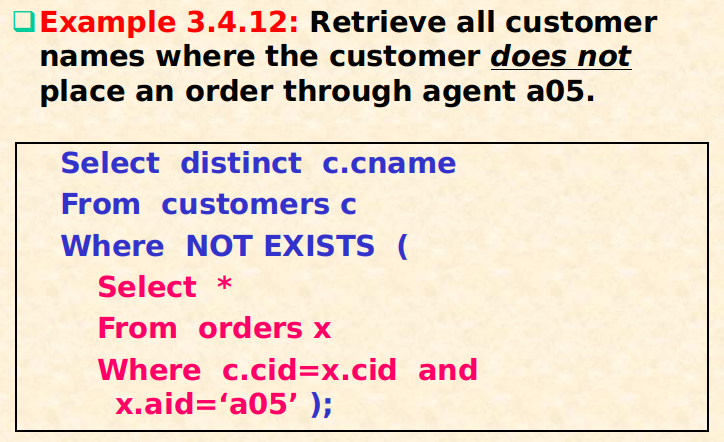 ❑Example 3.4.12: Retrieve all customer
names where the customer does not
place an order through agent a05.
Select distinct c.cname
From customers c
Where NOT EXISTS (
Select *
From orders x
Where c.cid=x.cid and
x.aid=‘a05’ );